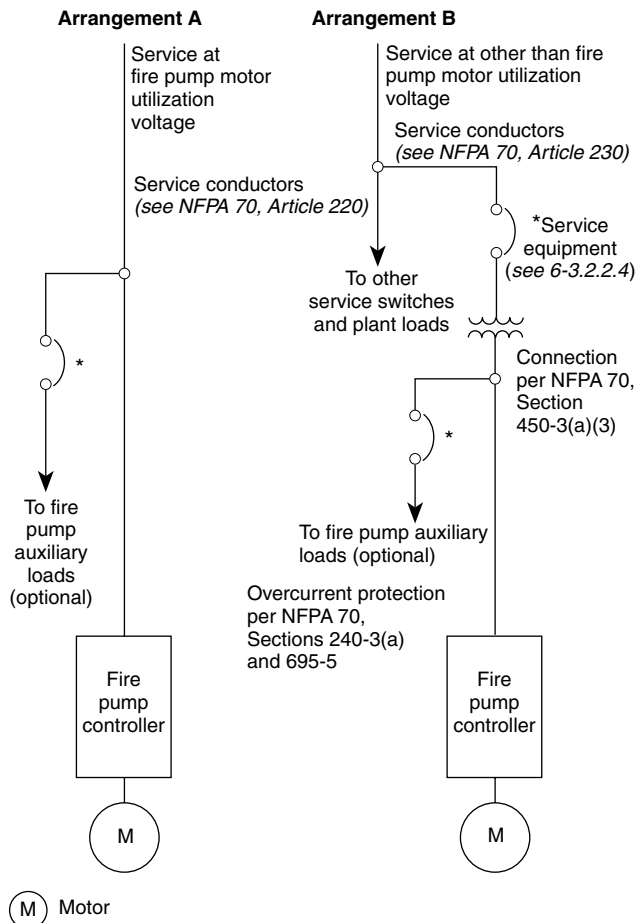 Arrangement A
Service at
fire pump motor
utilization
voltage
Service conductors
(see NFPA 70, Article 220)
*
To fire
pump
auxiliary
loads
(optional)
Fire
pump
controller
M
Arrangement B
Service at other than fire
pump motor utilization
voltage
Service conductors
(see NFPA 70, Article 230)
*Service
equipment
(see 6-3.2.2.4)
To other
service switches
and plant loads
Connection
per NFPA 70,
Section
450-3(a)(3)
*
To fire pump auxiliary
loads (optional)
Overcurrent protection
per NFPA 70,
Sections 240-3(a)
and 695-5
Fire
pump
controller
M
M Motor